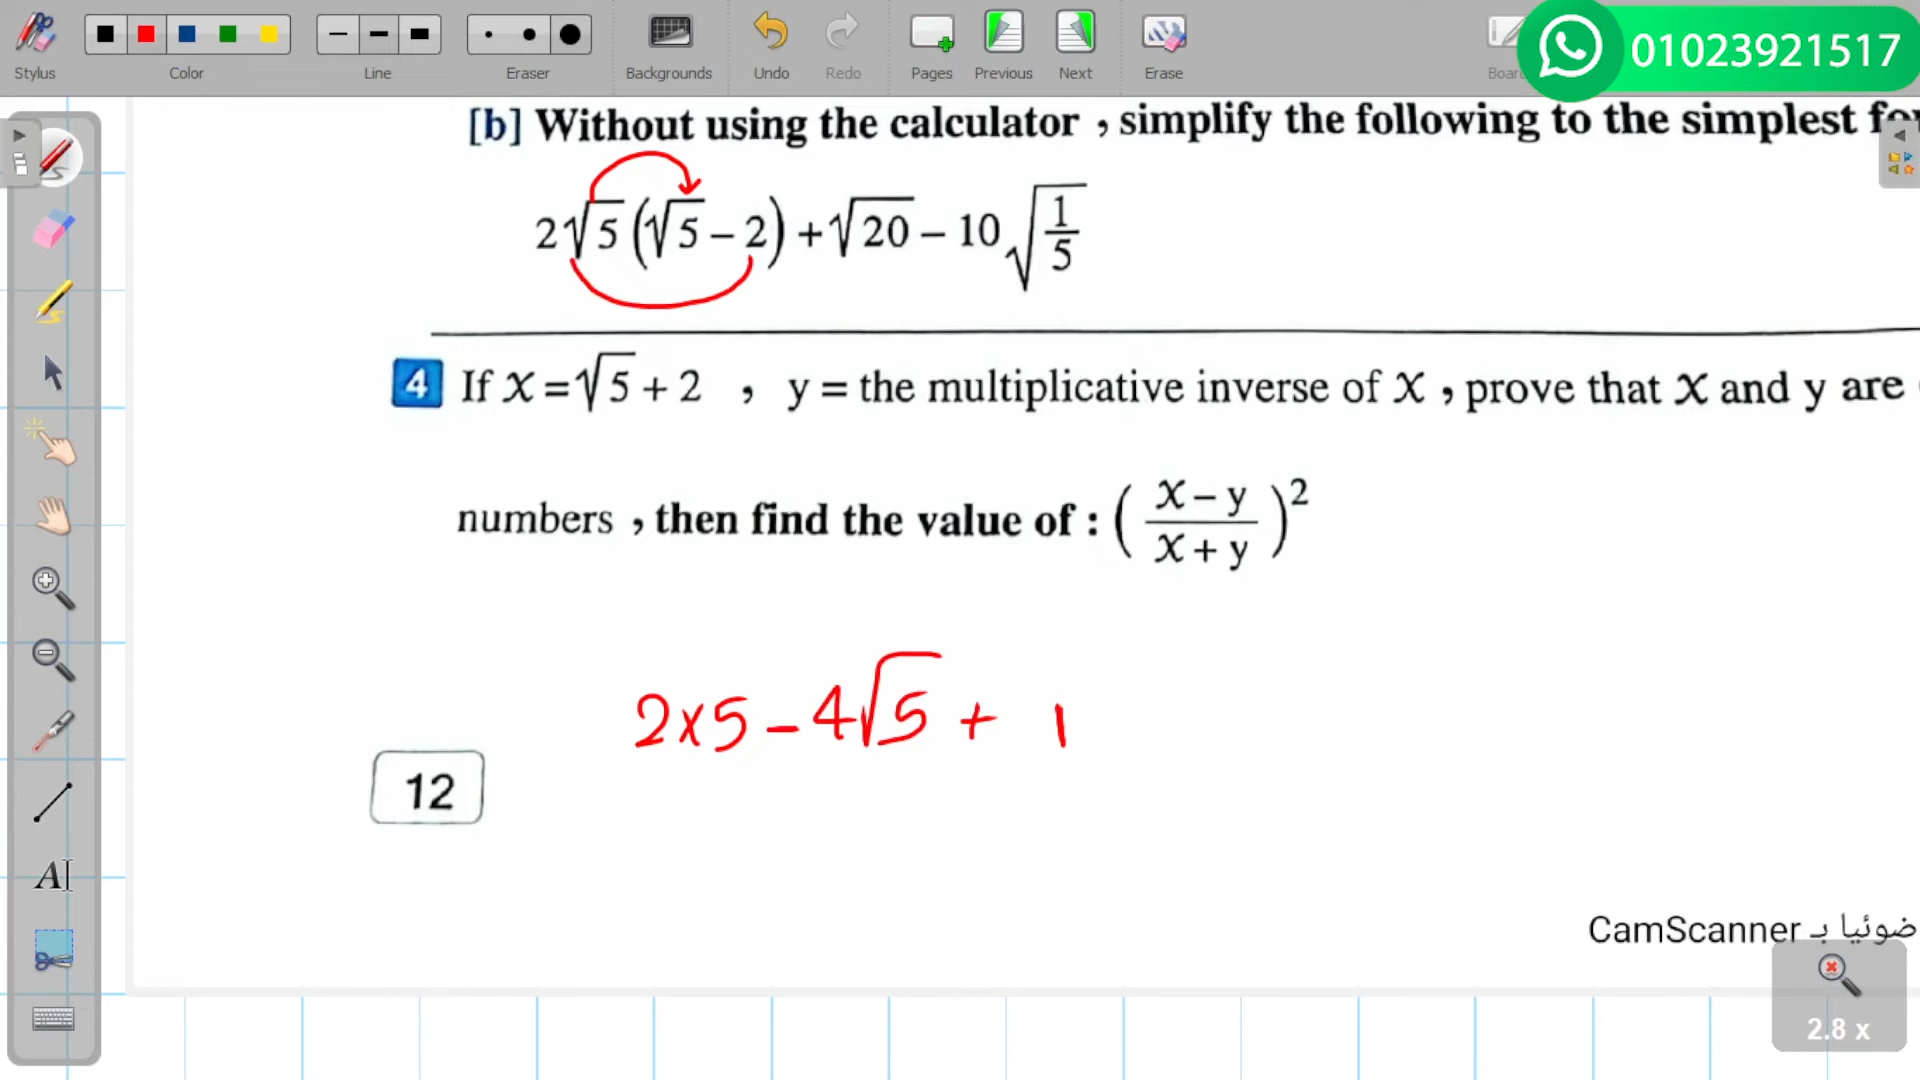 Stylus Color Line Eraser Backgrounds Undo Redo Pages Previous Next Erase
01023921517
[b] Without using the calculator , simplify the following to the simplest
2√5 (√5 − 2) + √20 − 10 √(1/5)
4 If X = √5 + 2 , y = the multiplicative inverse of X , prove that X and y are
numbers , then find the value of : ( (X − y)/(X + y) )²
2×5 − 4√5 + 1
12
ضوئيا بـ CamScanner
2.8 x